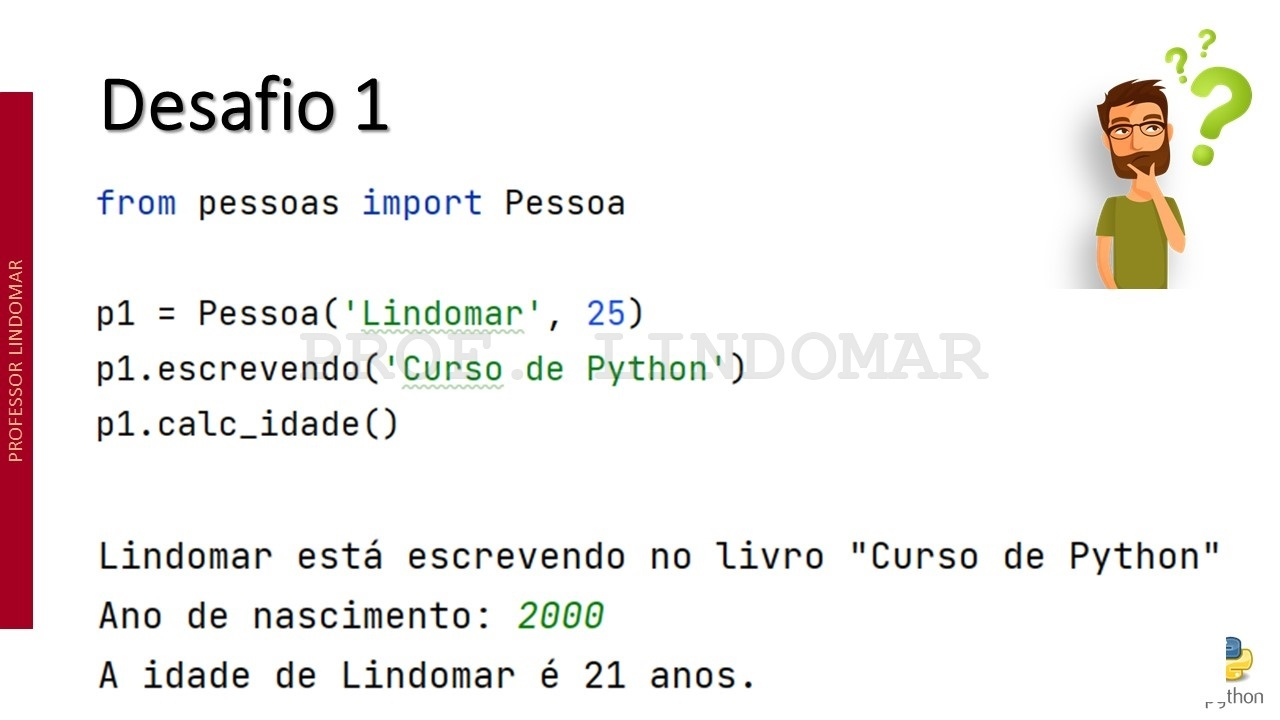 Desafio 1
PROFESSOR LINDOMAR
from pessoas import Pessoa
p1 = Pessoa('Lindomar', 25)
PROF. LINDOMAR
p1.escrevendo('Curso de Python')
p1.calc_idade()
Lindomar está escrevendo no livro "Curso de Python"
Ano de nascimento: 2000
A idade de Lindomar é 21 anos.
python